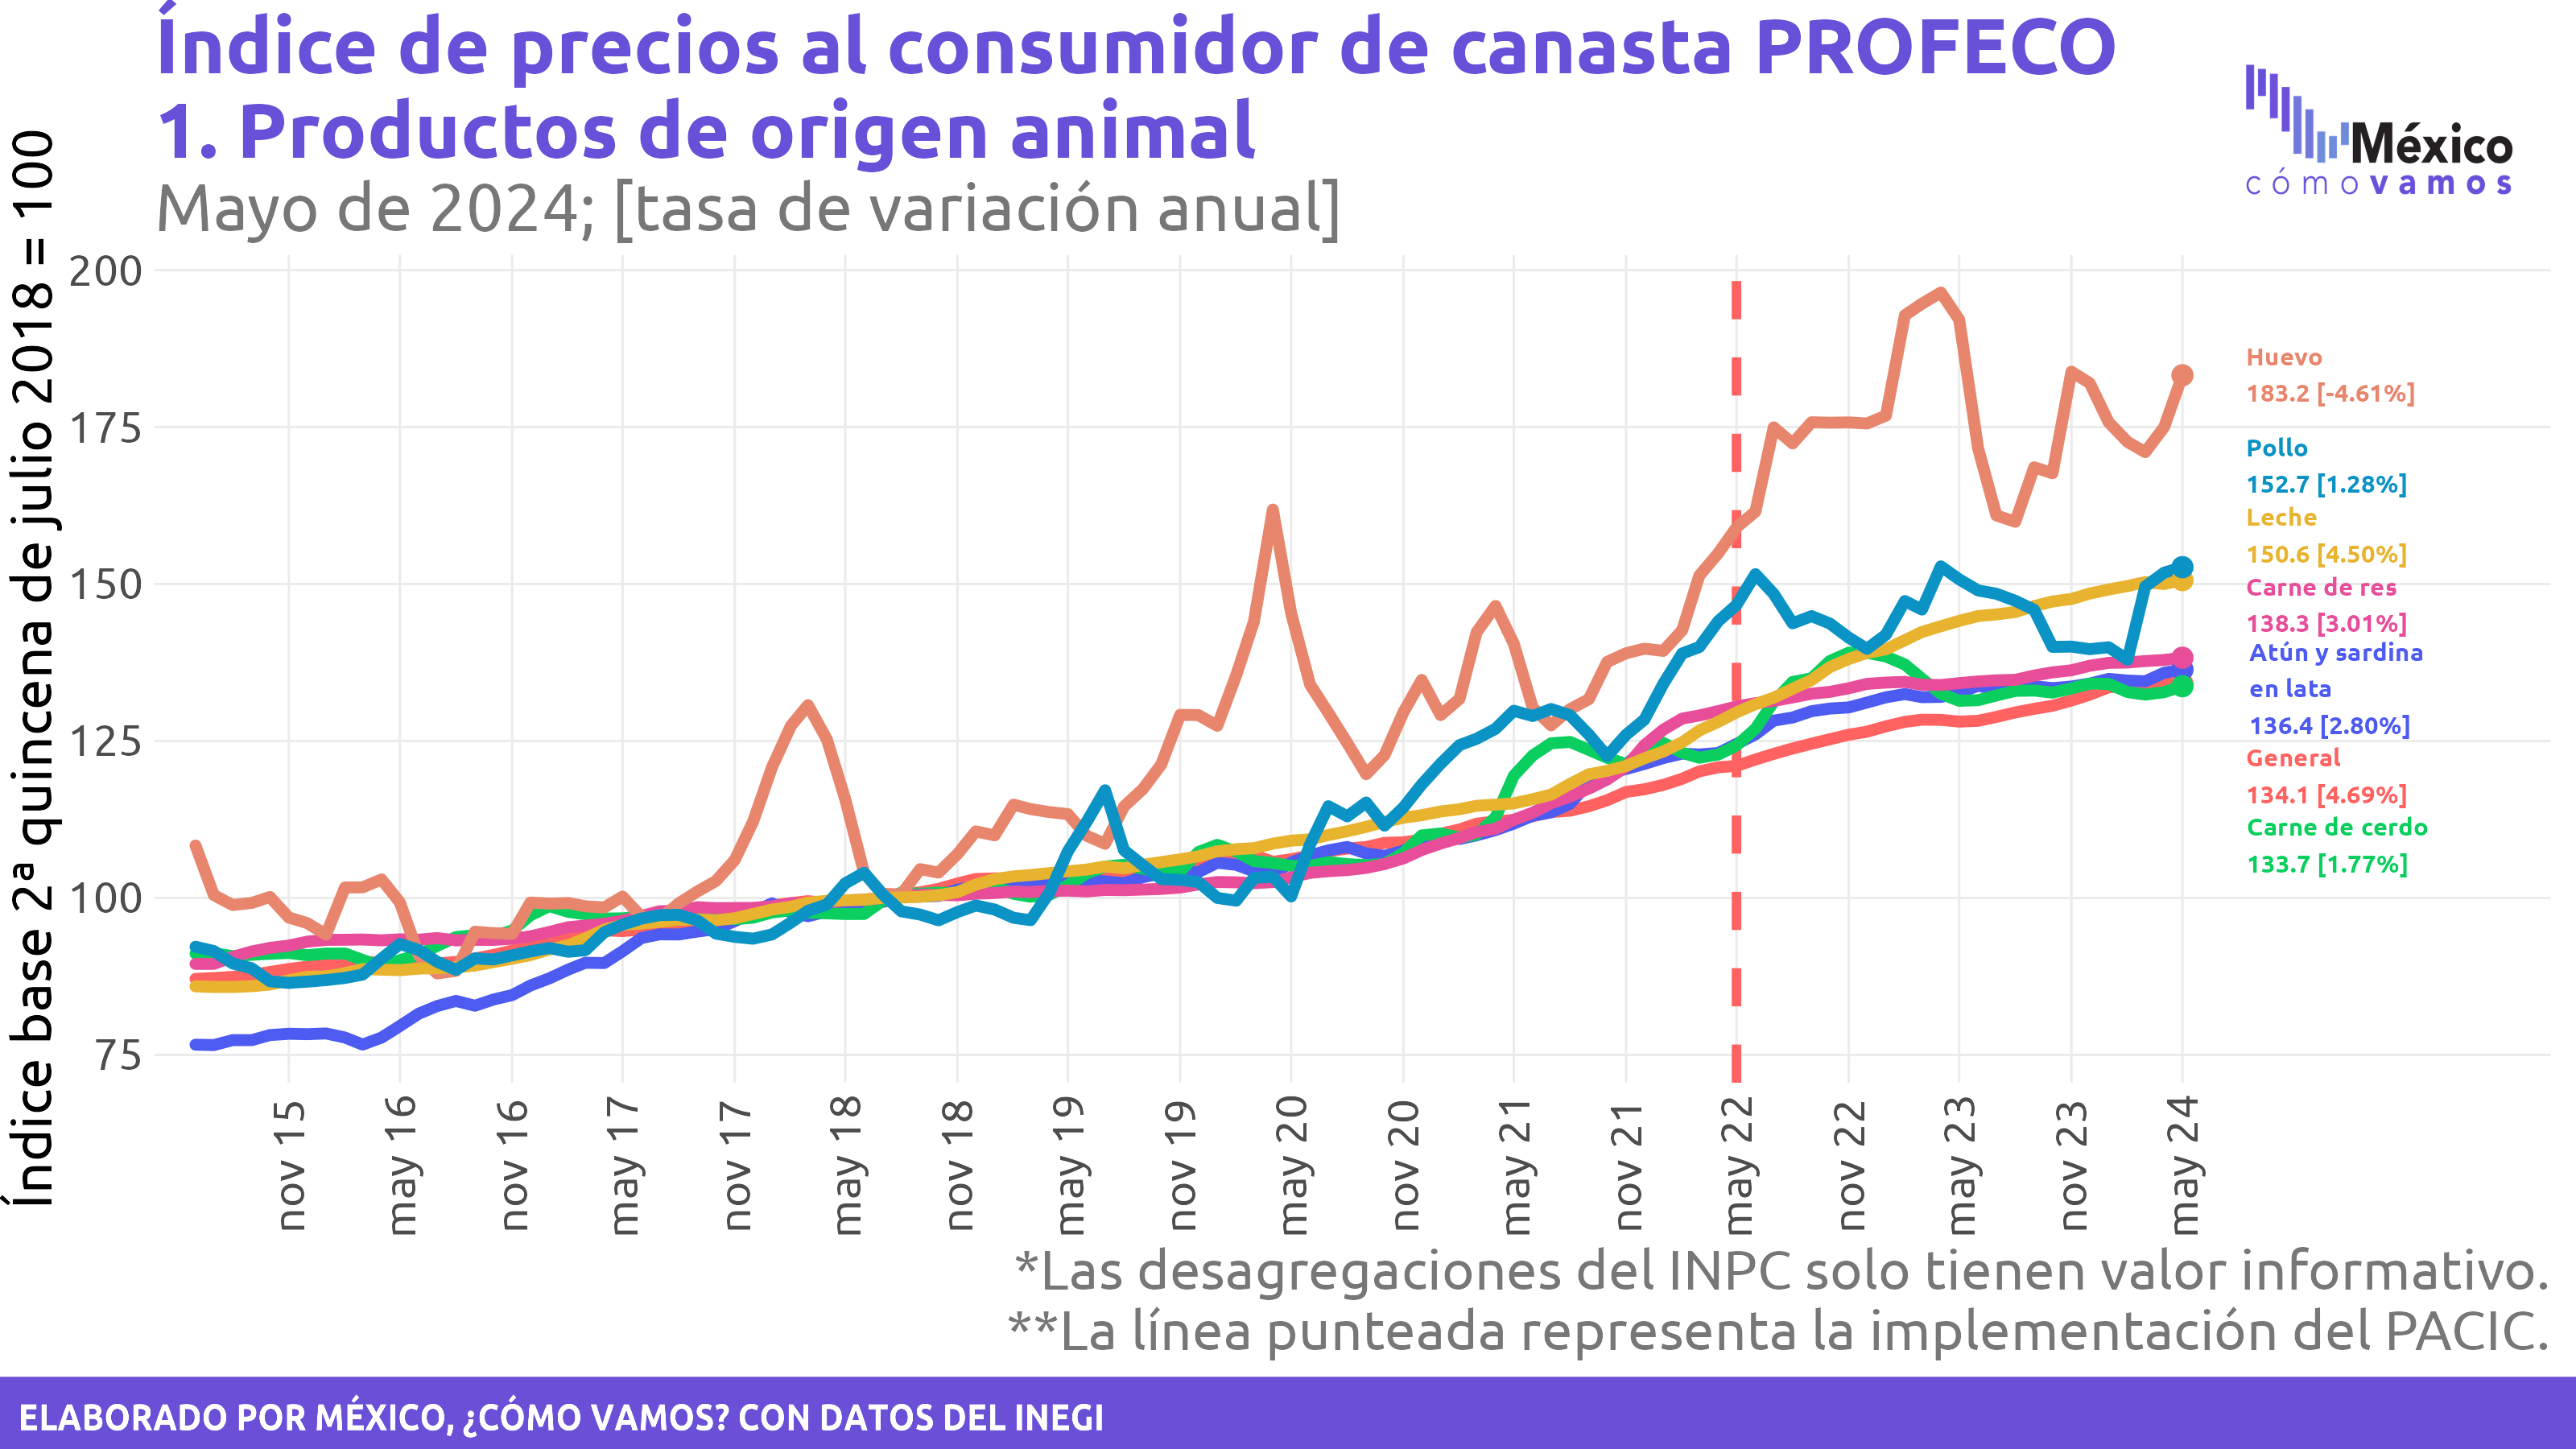 Índice de precios al consumidor de canasta PROFECO
1. Productos de origen animal
Mayo de 2024; [tasa de variación anual]
México
cómo vamos
Índice base 2ª quincena de julio 2018 = 100
200
175
150
125
100
75
Huevo
183.2 [-4.61%]
Pollo
152.7 [1.28%]
Leche
150.6 [4.50%]
Carne de res
138.3 [3.01%]
Atún y sardina
en lata
136.4 [2.80%]
General
134.1 [4.69%]
Carne de cerdo
133.7 [1.77%]
nov 15
may 16
nov 16
may 17
nov 17
may 18
nov 18
may 19
nov 19
may 20
nov 20
may 21
nov 21
may 22
nov 22
may 23
nov 23
may 24
*Las desagregaciones del INPC solo tienen valor informativo.
**La línea punteada representa la implementación del PACIC.
ELABORADO POR MÉXICO, ¿CÓMO VAMOS? CON DATOS DEL INEGI